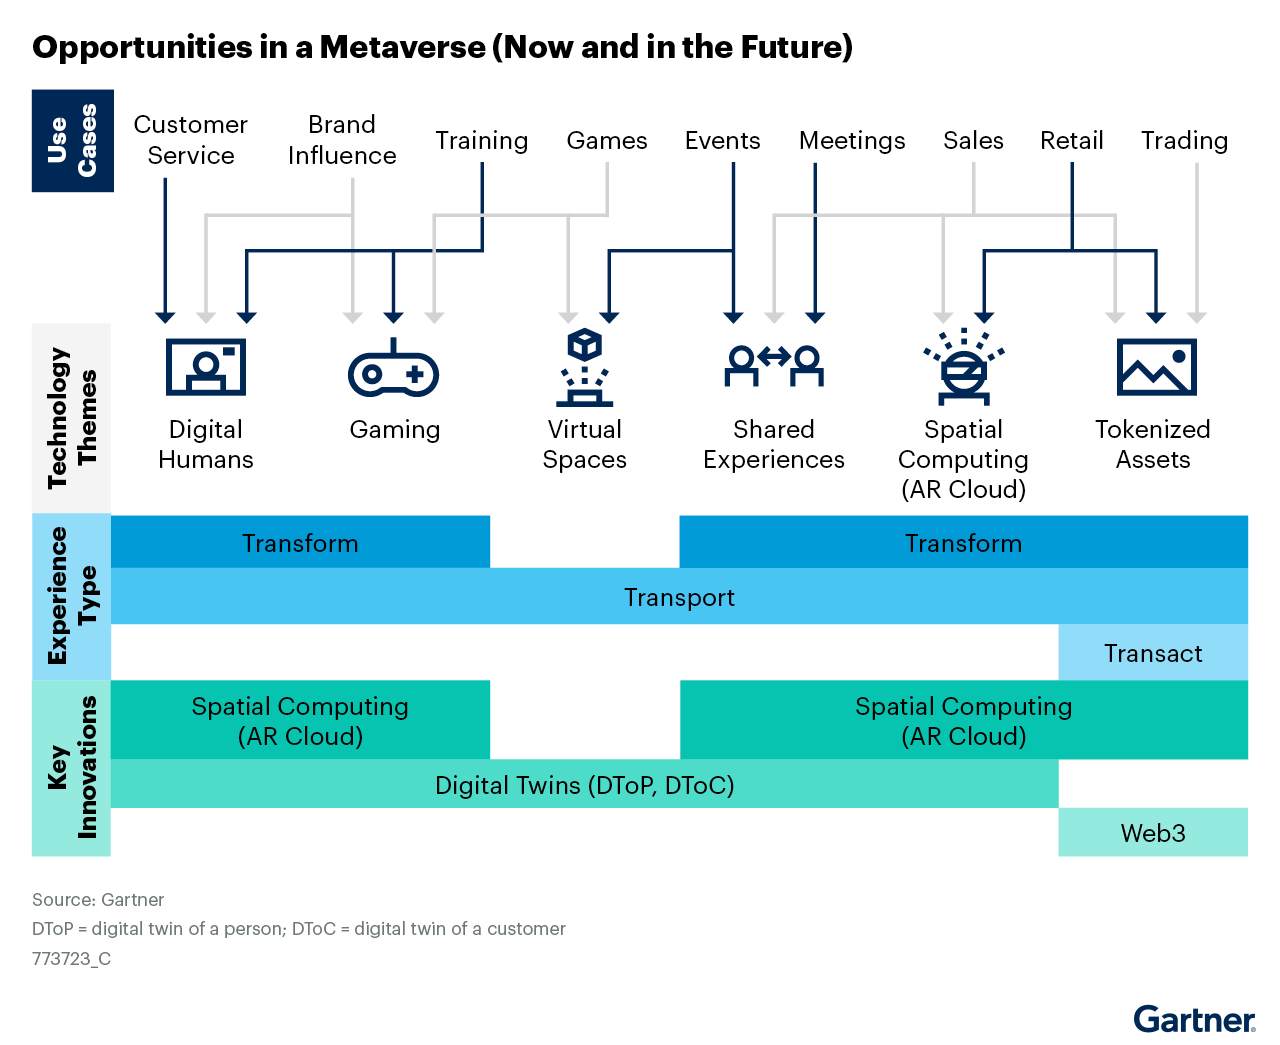 Opportunities in a Metaverse (Now and in the Future)
Use
Cases
Customer
Service
Brand
Influence
Training
Games
Events
Meetings
Sales
Retail
Trading
Technology
Themes
Digital
Humans
Gaming
Virtual
Spaces
Shared
Experiences
Spatial
Computing
(AR Cloud)
Tokenized
Assets
Experience
Type
Transform
Transform
Transport
Transact
Key
Innovations
Spatial Computing
(AR Cloud)
Spatial Computing
(AR Cloud)
Digital Twins (DToP, DToC)
Web3
Source: Gartner
DToP = digital twin of a person; DToC = digital twin of a customer
773723_C
Gartner®